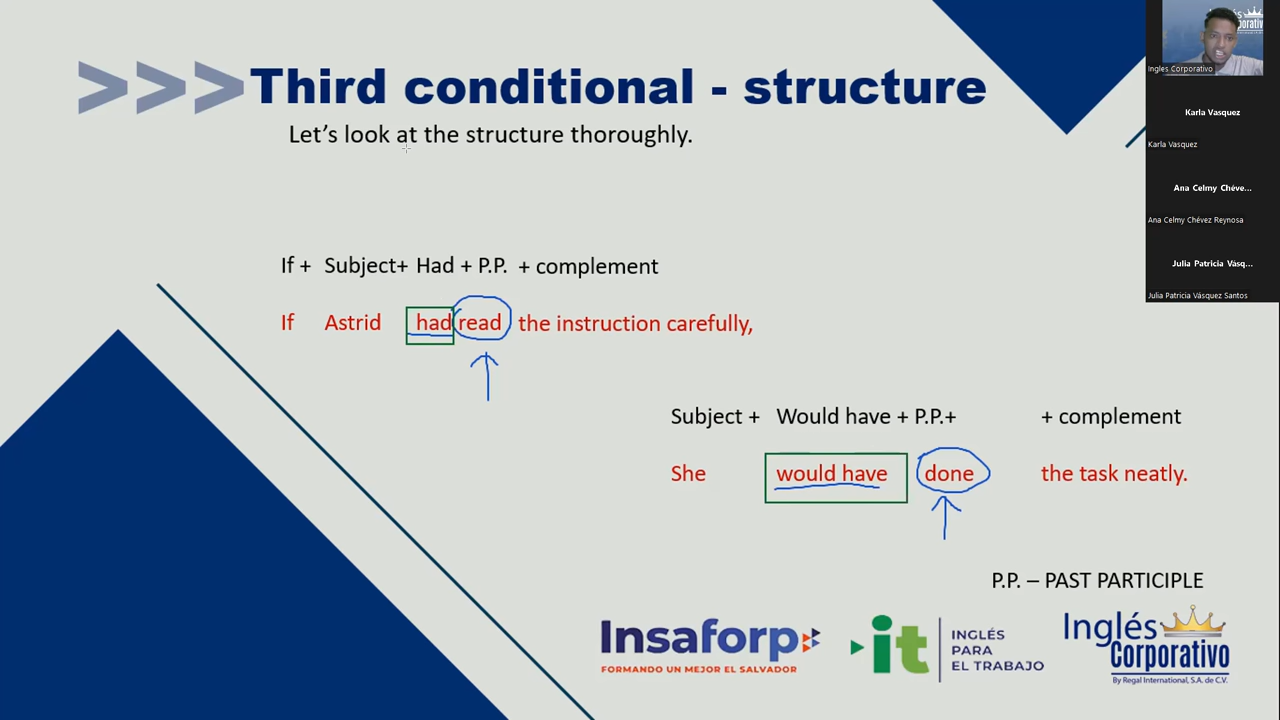 >>> Third conditional - structure
Let's look at the structure thoroughly.
If + Subject+ Had + P.P. + complement
If Astrid had read the instruction carefully,
Subject + Would have + P.P.+ + complement
She would have done the task neatly.
P.P. – PAST PARTICIPLE
Insaforp
FORMANDO UN MEJOR EL SALVADOR
it
INGLÉS
PARA
EL TRABAJO
Inglés
Corporativo
By Regal International, S.A. de C.V.
Ingles Corporativo
Karla Vasquez
Karla Vasquez
Ana Celmy Chéve...
Ana Celmy Chévez Reynosa
Julia Patricia Vásq...
Julia Patricia Vásquez Santos